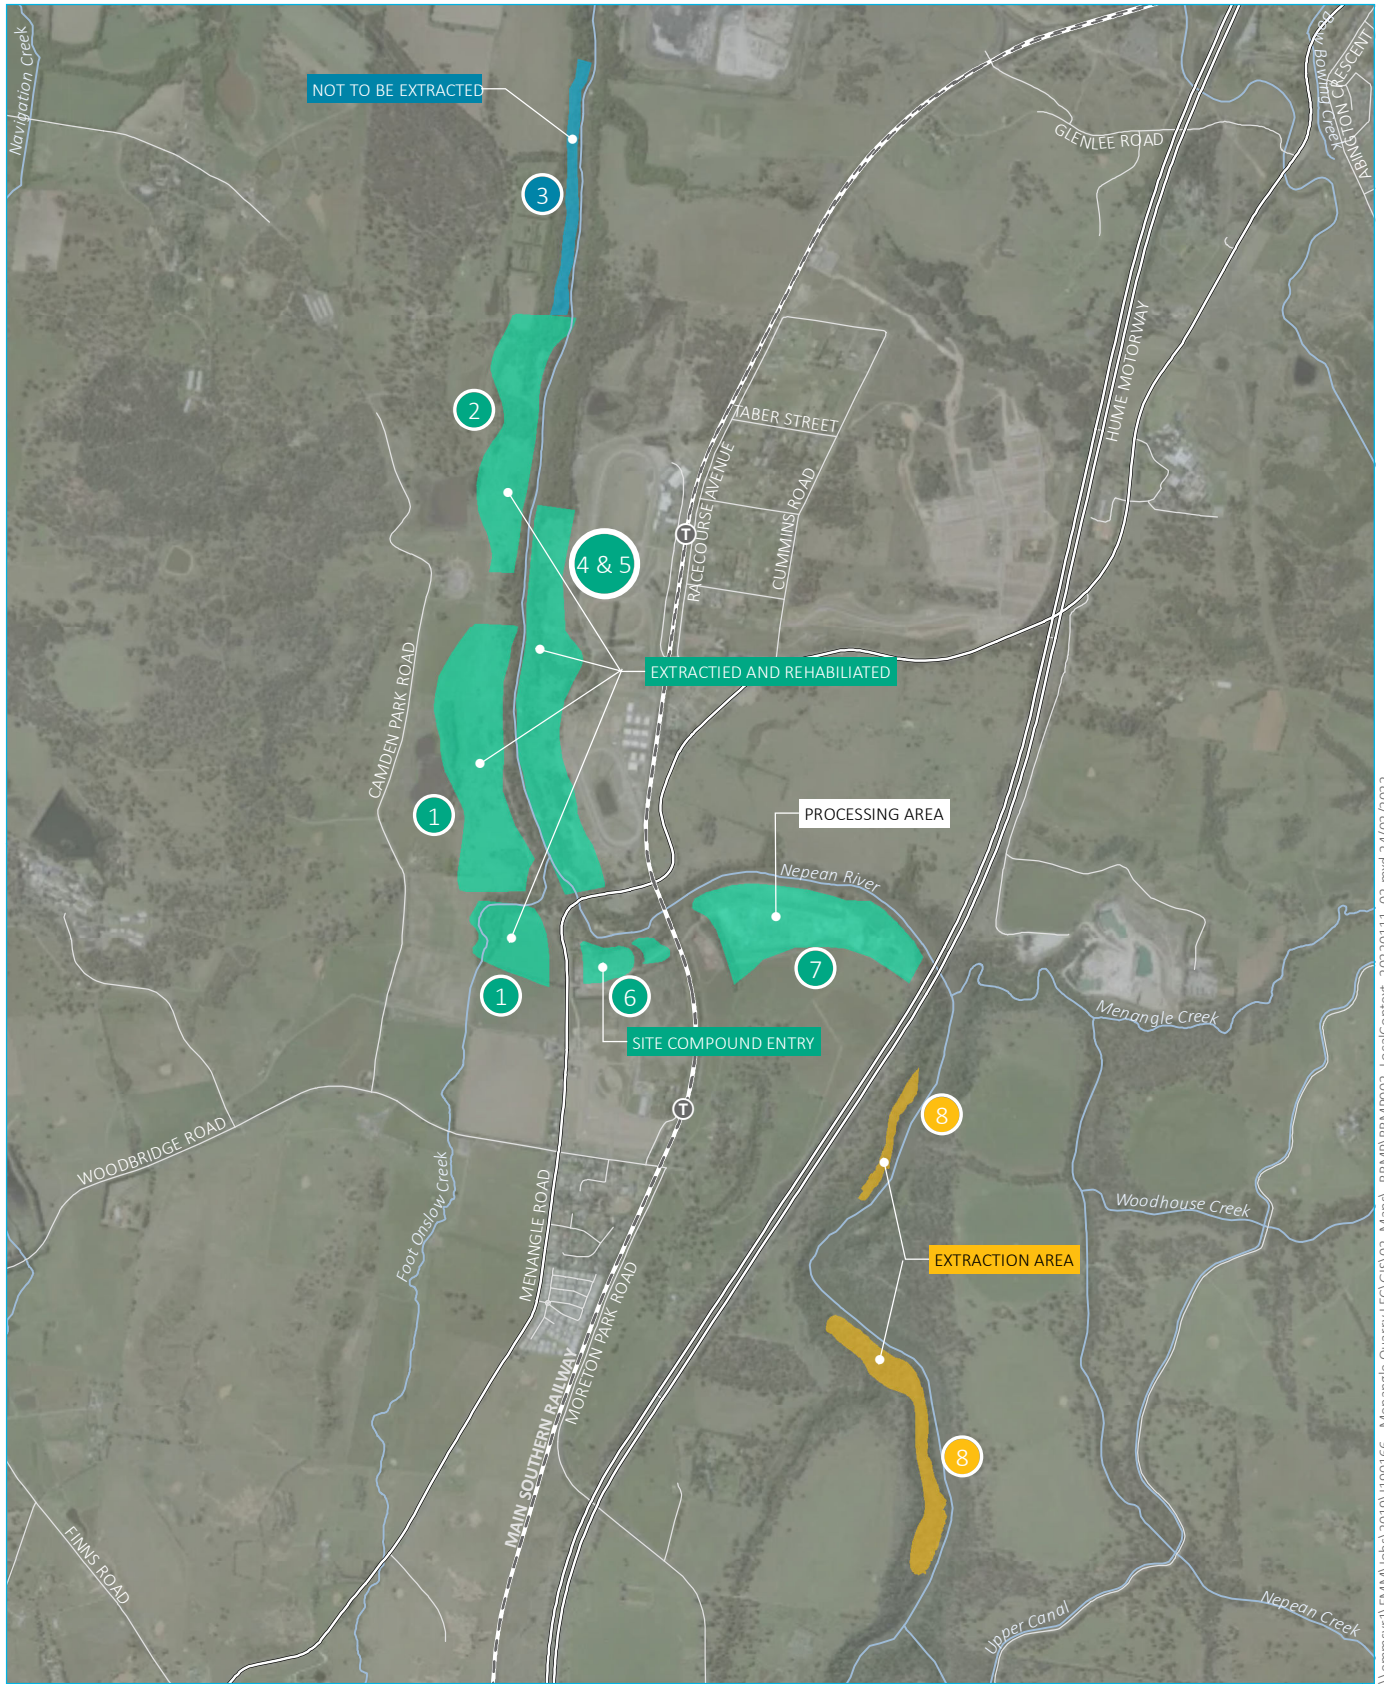 Navigation Creek
NOT TO BE EXTRACTED
3
Bow Bowing Creek
ABINGTON CRESCENT
GLENLEE ROAD
HUME MOTORWAY
2
TABER STREET
RACECOURSE AVENUE
CUMMINS ROAD
T
4 & 5
EXTRACTIED AND REHABILIATED
CAMDEN PARK ROAD
1
PROCESSING AREA
Nepean River
7
1
6
SITE COMPOUND ENTRY
Menangle Creek
T
8
WOODBRIDGE ROAD
Foot Onslow Creek
MENANGLE ROAD
Woodhouse Creek
EXTRACTION AREA
MORETON PARK ROAD
MAIN SOUTHERN RAILWAY
8
FINNS ROAD
Upper Canal
Nepean Creek